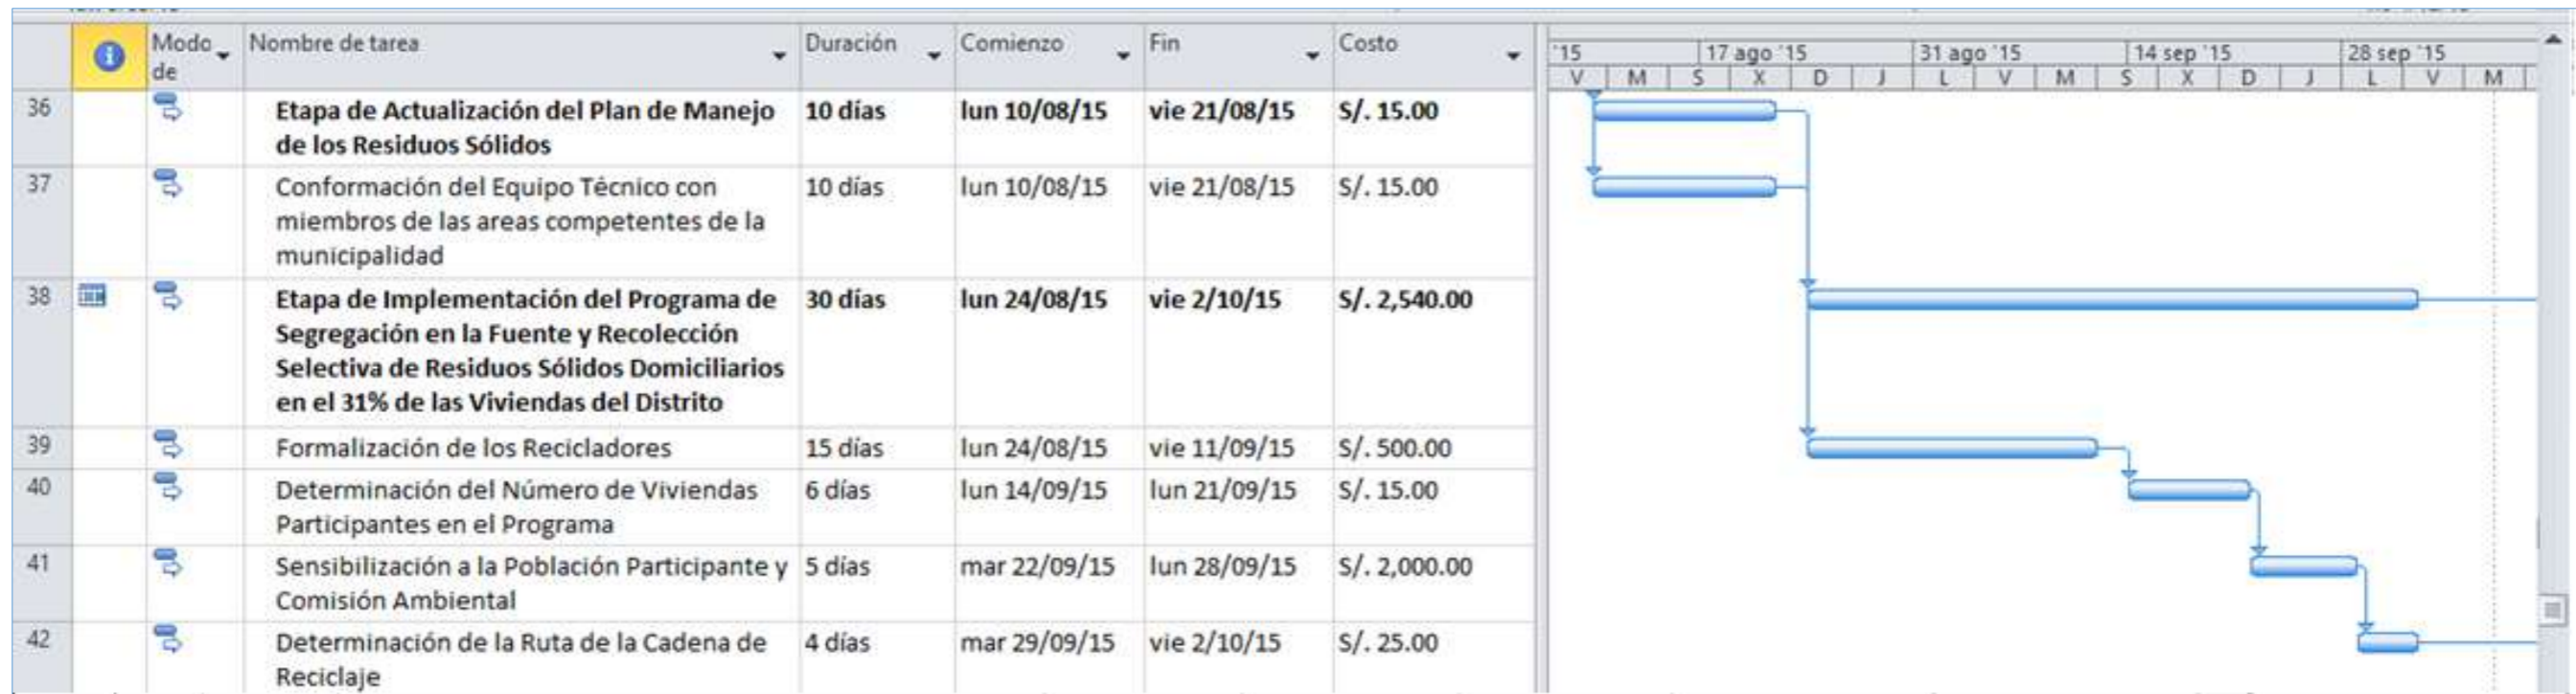 Modo de
Nombre de tarea
Duración
Comienzo
Fin
Costo
'15
17 ago '15
31 ago '15
14 sep '15
28 sep '15
V M S X D J L V M S X D J L V M
36
Etapa de Actualización del Plan de Manejo
de los Residuos Sólidos
10 días
lun 10/08/15
vie 21/08/15
S/. 15.00
37
Conformación del Equipo Técnico con
miembros de las areas competentes de la
municipalidad
10 días
lun 10/08/15
vie 21/08/15
S/. 15.00
38
Etapa de Implementación del Programa de
Segregación en la Fuente y Recolección
Selectiva de Residuos Sólidos Domiciliarios
en el 31% de las Viviendas del Distrito
30 días
lun 24/08/15
vie 2/10/15
S/. 2,540.00
39
Formalización de los Recicladores
15 días
lun 24/08/15
vie 11/09/15
S/. 500.00
40
Determinación del Número de Viviendas
Participantes en el Programa
6 días
lun 14/09/15
lun 21/09/15
S/. 15.00
41
Sensibilización a la Población Participante y
Comisión Ambiental
5 días
mar 22/09/15
lun 28/09/15
S/. 2,000.00
42
Determinación de la Ruta de la Cadena de
Reciclaje
4 días
mar 29/09/15
vie 2/10/15
S/. 25.00